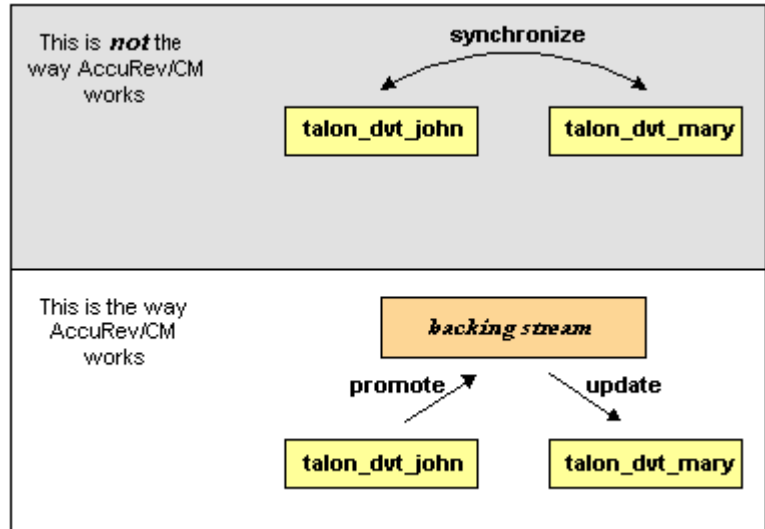 This is not the
way AccuRev/CM
works
synchronize
talon_dvt_john
talon_dvt_mary
This is the way
AccuRev/CM
works
backing stream
promote
update
talon_dvt_john
talon_dvt_mary